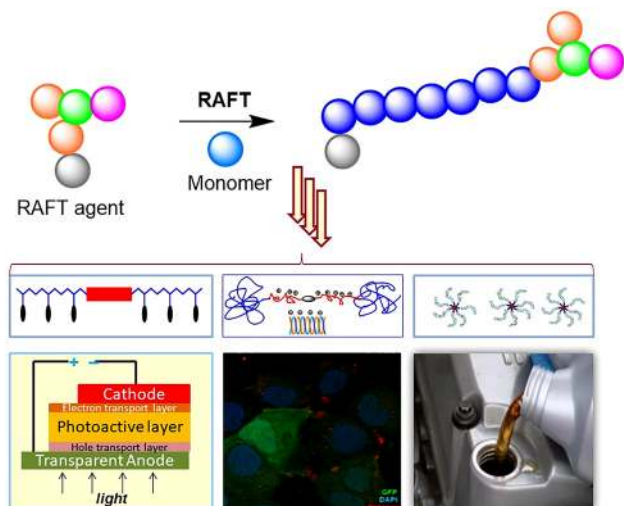 RAFT
Monomer
RAFT agent
+ -
Cathode
Electron transport layer
Photoactive layer
Hole transport layer
Transparent Anode
light
GFP
DAPI